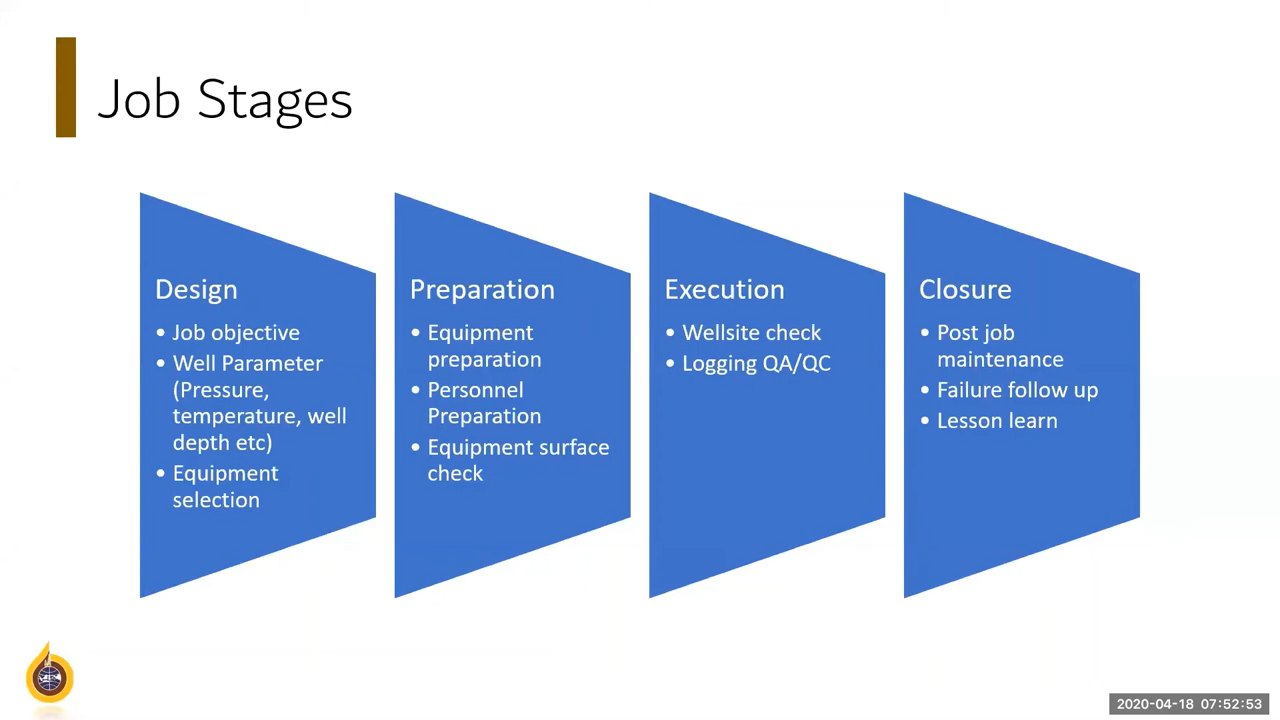 Job Stages
Design
• Job objective
• Well Parameter
(Pressure,
temperature, well
depth etc)
• Equipment
selection
Preparation
• Equipment
preparation
• Personnel
Preparation
• Equipment surface
check
Execution
• Wellsite check
• Logging QA/QC
Closure
• Post job
maintenance
• Failure follow up
• Lesson learn
2020-04-18 07:52:53